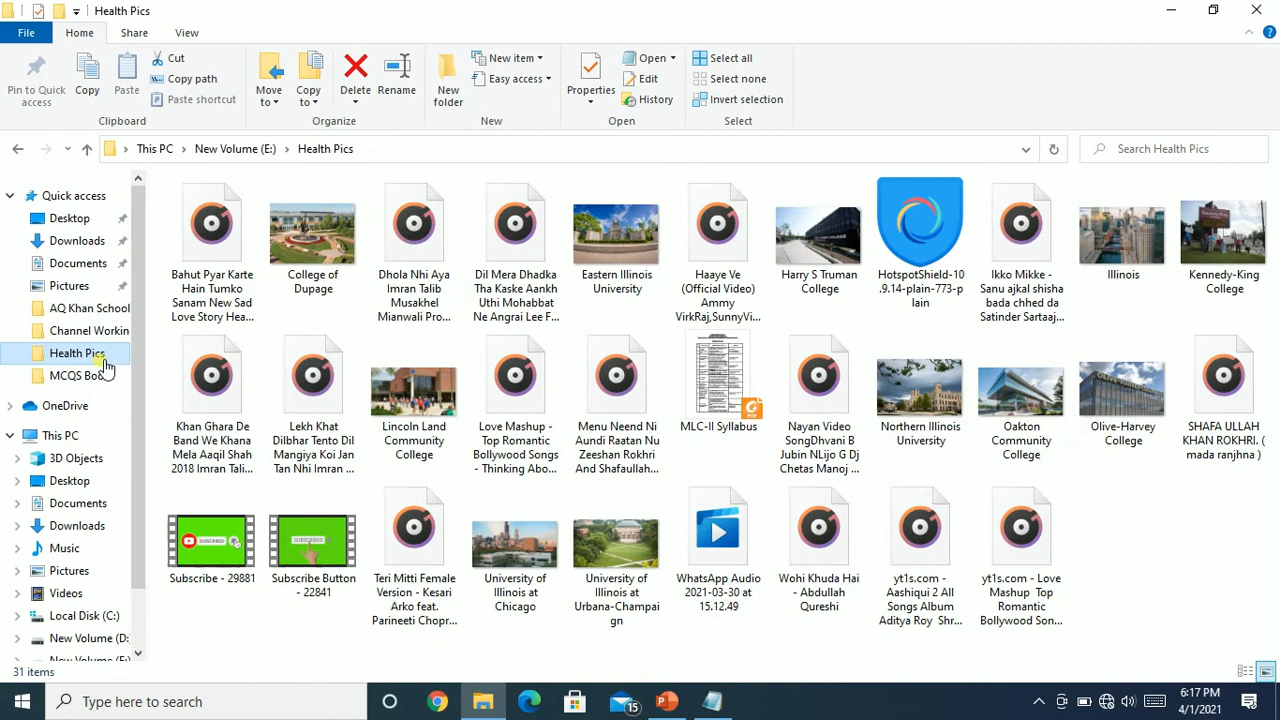 Health Pics
File
Home
Share
View
Pin to Quick
access
Copy
Paste
Cut
Copy path
Paste shortcut
Clipboard
Move
to
Copy
to
Delete
Rename
Organize
New
folder
New item
Easy access
New
Properties
Open
Edit
History
Open
Select all
Select none
Invert selection
Select
This PC
New Volume (E:)
Health Pics
Search Health Pics
Quick access
Desktop
Downloads
Documents
Pictures
AQ Khan School
Channel Workin
Health Pics
MCQS
OneDrive
This PC
3D Objects
Desktop
Documents
Downloads
Music
Pictures
Videos
Local Disk (C:)
New Volume (D:
New Volume (E:)
Bahut Pyar Karte
Hain Tumko
Sanam New Sad
Love Story Hea...
College of
Dupage
Dhola Nhi Aya
Imran Talib
Musakhel
Mianwali Pro...
Dil Mera Dhadka
Tha Kaske Aankh
Uthi Mohabbat
Ne Angrai Lee F...
Eastern Illinois
University
Haaye Ve
(Official Video)
Ammy
VirkRaj,SunnyVi...
Harry S Truman
College
HotspotShield-10
.9.14-plain-773-p
lain
Ikko Mikke -
Sanu ajkal shisha
bada chhed da
Satinder Sartaaj...
Illinois
Kennedy-King
College
Khan Ghara De
Band We Khana
Mela Aaqil Shah
2018 Imran Tali...
Lekh Khat
Dilbhar Tento Dil
Mangiya Koi Jan
Tan Nhi Imran ...
Lincoln Land
Community
College
Love Mashup -
Top Romantic
Bollywood Songs
- Thinking Abo...
Menu Neend Ni
Aundi Raatan Nu
Zeeshan Rokhri
And Shafaullah...
MLC-II Syllabus
Nayan Video
SongDhvani B
Jubin NLijo G Dj
Chetas Manoj ...
Northern Illinois
University
Oakton
Community
College
Olive-Harvey
College
SHAFA ULLAH
KHAN ROKHRI. (
mada ranjhna )
SUBSCRIBED
Subscribe - 29881
SUBSCRIBED
Subscribe Button
- 22841
Teri Mitti Female
Version - Kesari
Arko feat.
Parineeti Chopr...
University of
Illinois at
Chicago
University of
Illinois at
Urbana-Champai
gn
WhatsApp Audio
2021-03-30 at
15.12.49
Wohi Khuda Hai
- Abdullah
Qureshi
yt1s.com -
Aashiqui 2 All
Songs Album
Aditya Roy Shr...
yt1s.com - Love
Mashup Top
Romantic
Bollywood Son...
31 items
Type here to search
15
6:17 PM
4/1/2021